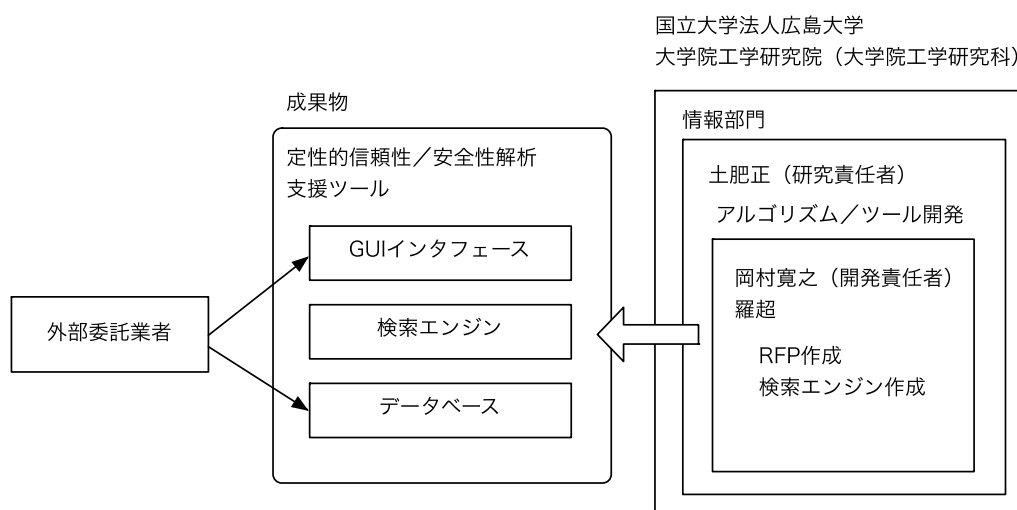 国立大学法人広島大学
大学院工学研究院（大学院工学研究科）
成果物
定性的信頼性／安全性解析
支援ツール
GUIインタフェース
検索エンジン
データベース
外部委託業者
情報部門
土肥正（研究責任者）
アルゴリズム／ツール開発
岡村寛之（開発責任者）
羅超
RFP作成
検索エンジン作成